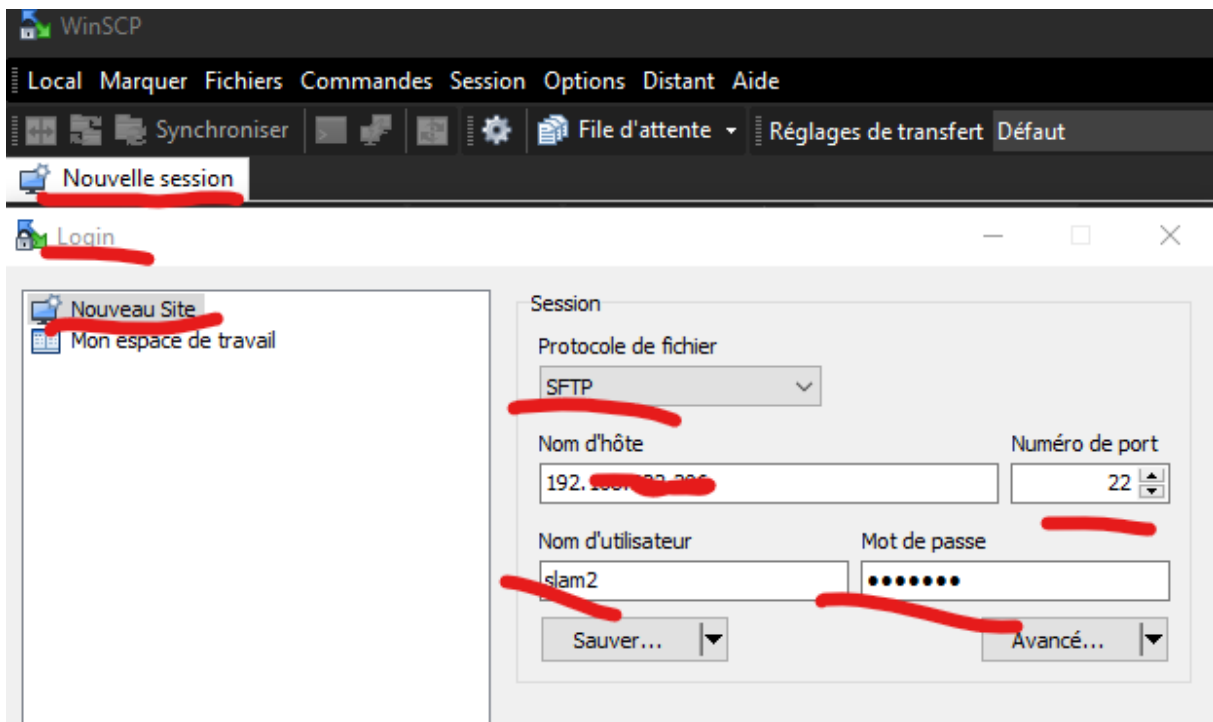 WinSCP
Local Marquer Fichiers Commandes Session Options Distant Aide
Synchroniser File d'attente Réglages de transfert Défaut
Nouvelle session
Login
Nouveau Site
Mon espace de travail
Session
Protocole de fichier
SFTP
Nom d'hôte Numéro de port
192. 22
Nom d'utilisateur Mot de passe
slam2 •••••••
Sauver... Avancé...